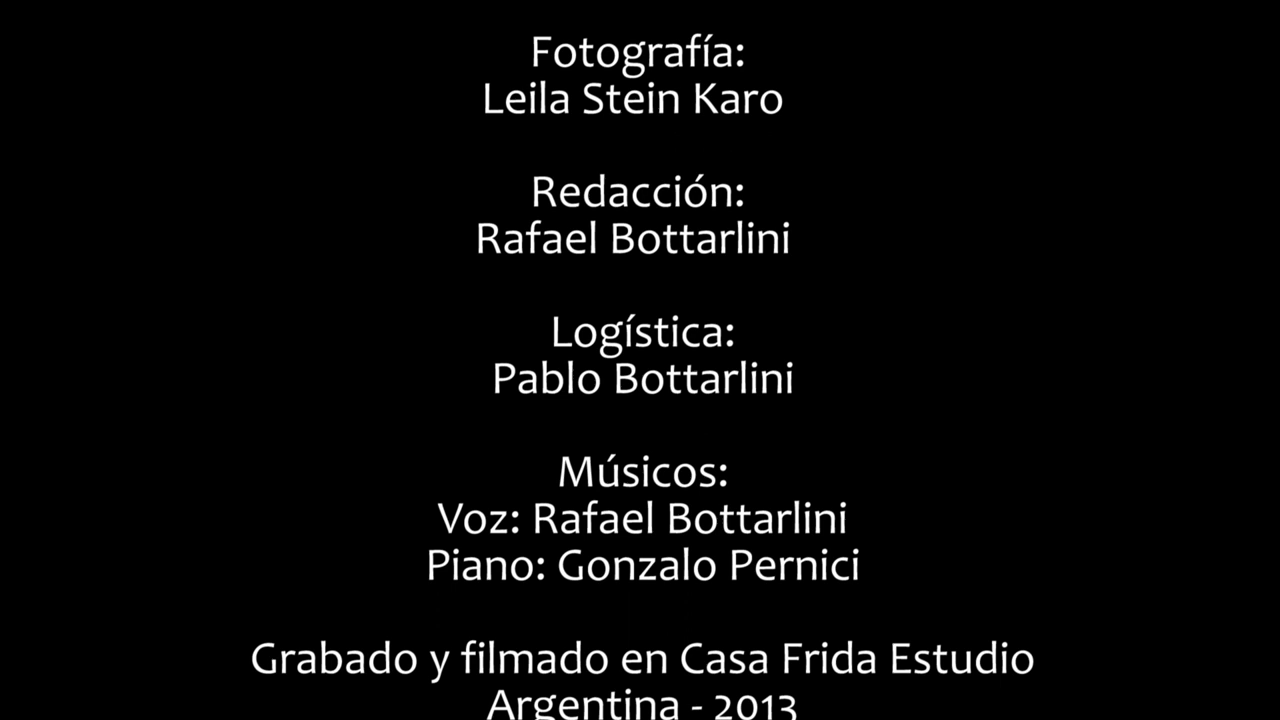 Fotografía:
Leila Stein Karo
Redacción:
Rafael Bottarlini
Logística:
Pablo Bottarlini
Músicos:
Voz: Rafael Bottarlini
Piano: Gonzalo Pernici
Grabado y filmado en Casa Frida Estudio
Argentina - 2013